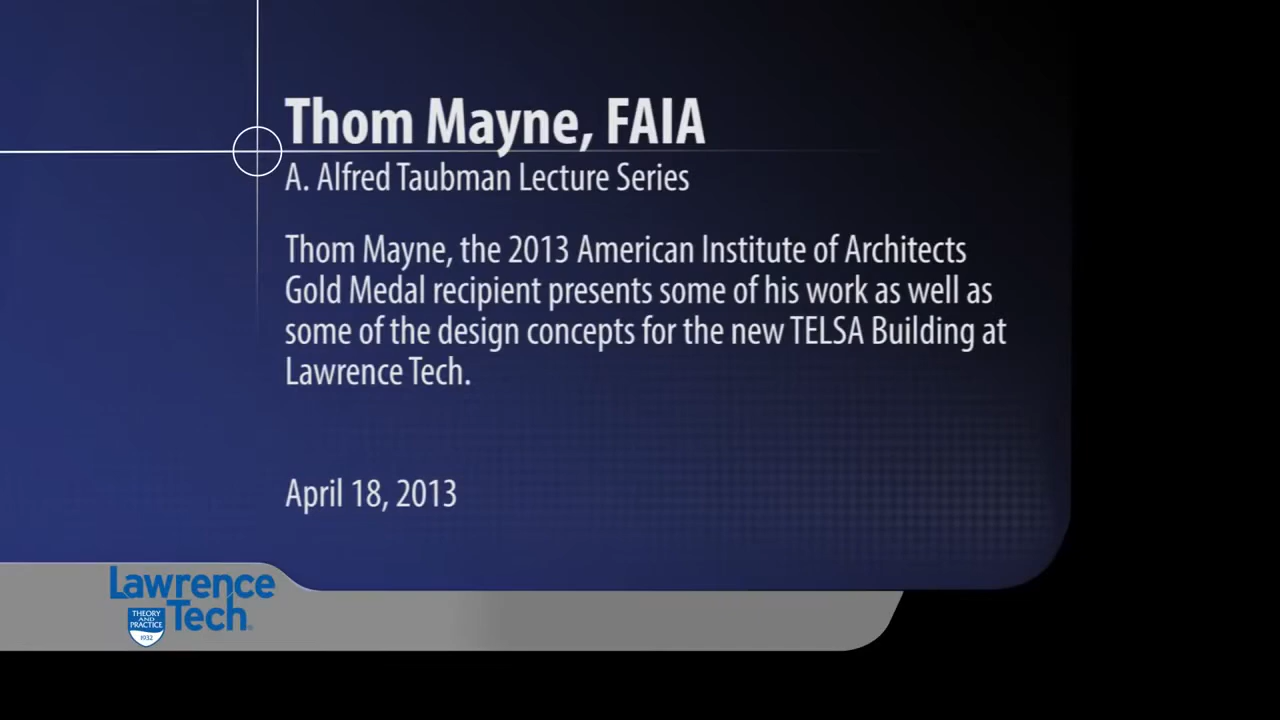 Thom Mayne, FAIA
A. Alfred Taubman Lecture Series
Thom Mayne, the 2013 American Institute of Architects
Gold Medal recipient presents some of his work as well as
some of the design concepts for the new TELSA Building at
Lawrence Tech.
April 18, 2013
Lawrence
Tech
THEORY
AND
PRACTICE
1932